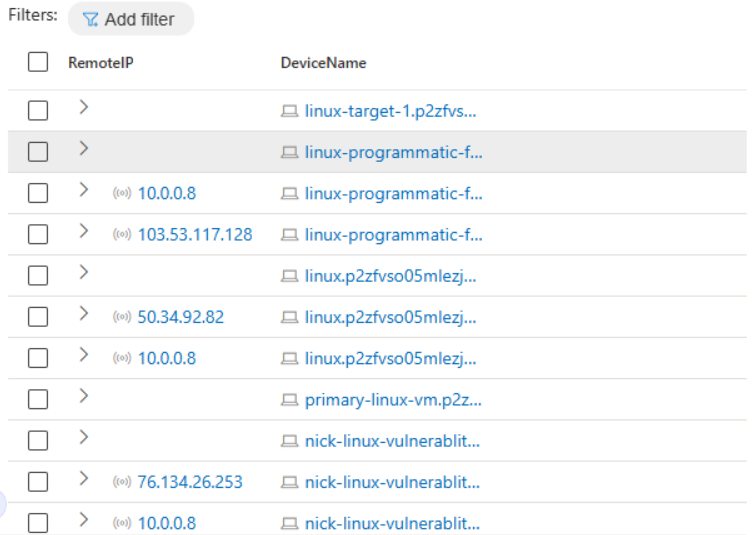 Filters: Add filter
RemoteIP DeviceName
linux-target-1.p2zfvs...
linux-programmatic-f...
10.0.0.8 linux-programmatic-f...
103.53.117.128 linux-programmatic-f...
linux.p2zfvso05mlezj...
50.34.92.82 linux.p2zfvso05mlezj...
10.0.0.8 linux.p2zfvso05mlezj...
primary-linux-vm.p2z...
nick-linux-vulnerablit...
76.134.26.253 nick-linux-vulnerablit...
10.0.0.8 nick-linux-vulnerablit...